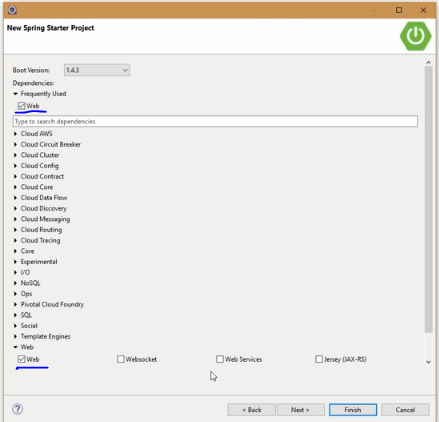 New Spring Starter Project
Boot Version: 1.4.3
Dependencies:
Frequently Used
Web
Type to search dependencies
Cloud AWS
Cloud Circuit Breaker
Cloud Cluster
Cloud Config
Cloud Contract
Cloud Core
Cloud Data Flow
Cloud Discovery
Cloud Messaging
Cloud Routing
Cloud Tracing
Core
Experimental
I/O
NoSQL
Ops
Pivotal Cloud Foundry
SQL
Social
Template Engines
Web
Web Websocket Web Services Jersey (JAX-RS)
? < Back Next > Finish Cancel